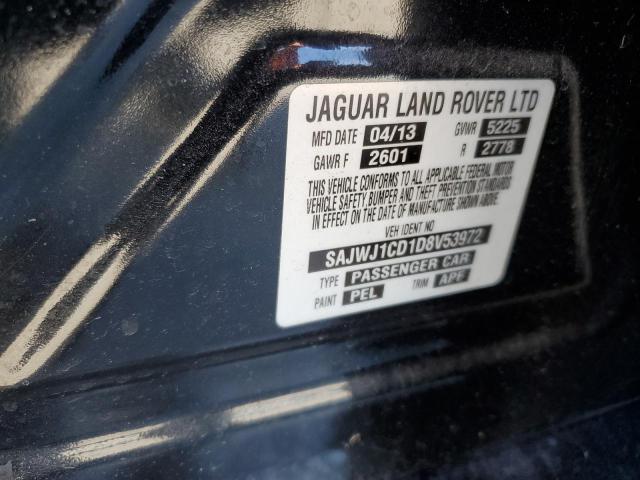 JAGUAR LAND ROVER LTD
MFD DATE 04/13 GVWR 5225
GAWR F 2601 R 2778
THIS VEHICLE CONFORMS TO ALL APPLICABLE FEDERAL MOTOR
VEHICLE SAFETY BUMPER AND THEFT PREVENTION STANDARDS
IN EFFECT ON THE DATE OF MANUFACTURE SHOWN ABOVE.
VEH IDENT NO
SAJWJ1CD1D8V53972
TYPE PASSENGER CAR
PAINT PEL TRIM APE